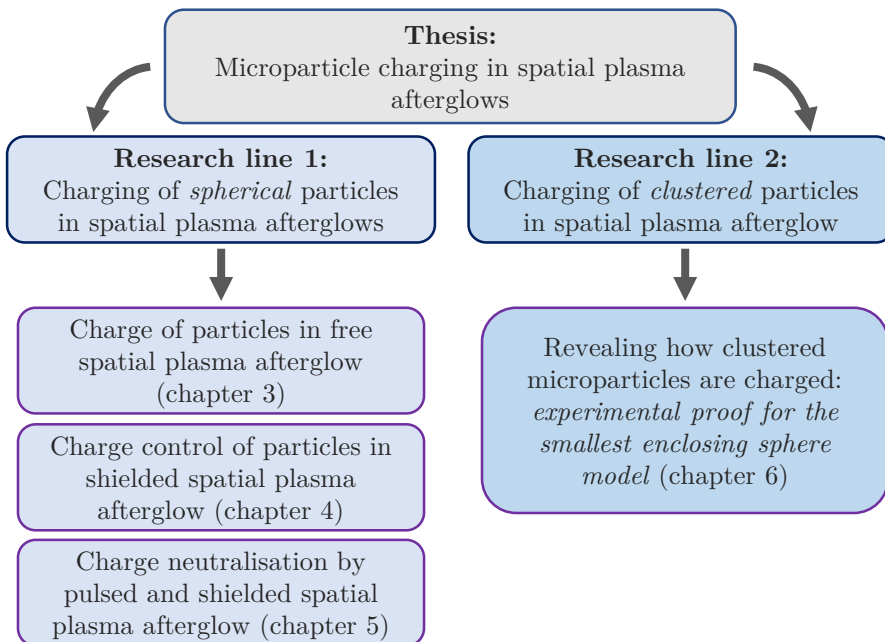 Thesis:
Microparticle charging in spatial plasma
afterglows
Research line 1:
Charging of spherical particles
in spatial plasma afterglows
Research line 2:
Charging of clustered particles
in spatial plasma afterglow
Charge of particles in free
spatial plasma afterglow
(chapter 3)
Charge control of particles in
shielded spatial plasma
afterglow (chapter 4)
Charge neutralisation by
pulsed and shielded spatial
plasma afterglow (chapter 5)
Revealing how clustered
microparticles are charged:
experimental proof for the
smallest enclosing sphere
model (chapter 6)